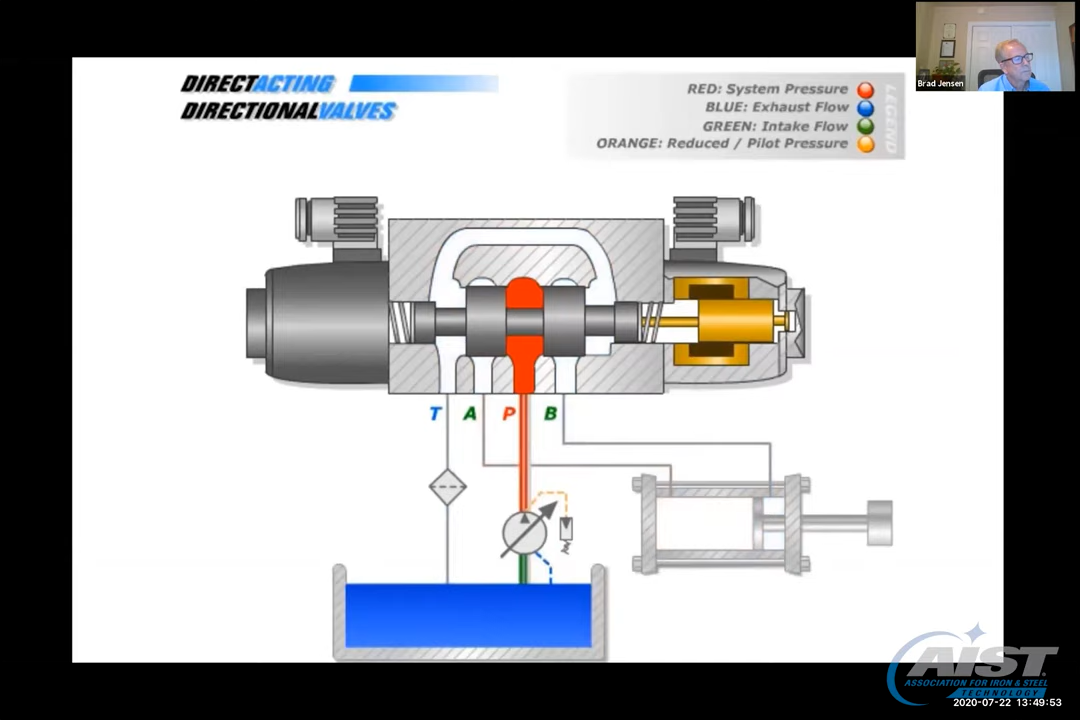 Brad Jensen
DIRECTACTING
DIRECTIONALVALVES
RED: System Pressure
BLUE: Exhaust Flow
GREEN: Intake Flow
ORANGE: Reduced / Pilot Pressure
LEGEND
T A P B
AIST
ASSOCIATION FOR IRON & STEEL
TECHNOLOGY
2020-07-22 13:49:53